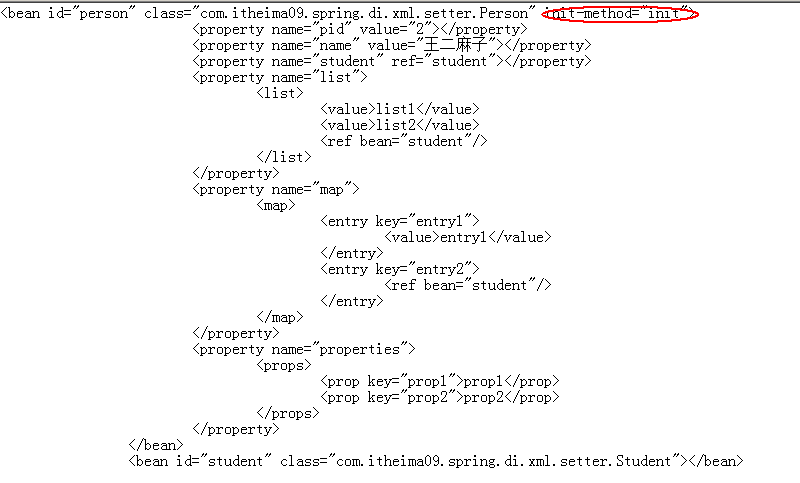 <bean id="person" class="com.itheima09.spring.di.xml.setter.Person" init-method="init">
<property name="pid" value="2"></property>
<property name="name" value="王二麻子"></property>
<property name="student" ref="student"></property>
<property name="list">
<list>
<value>list1</value>
<value>list2</value>
<ref bean="student"/>
</list>
</property>
<property name="map">
<map>
<entry key="entry1">
<value>entry1</value>
</entry>
<entry key="entry2">
<ref bean="student"/>
</entry>
</map>
</property>
<property name="properties">
<props>
<prop key="prop1">prop1</prop>
<prop key="prop2">prop2</prop>
</props>
</property>
</bean>
<bean id="student" class="com.itheima09.spring.di.xml.setter.Student"></bean>